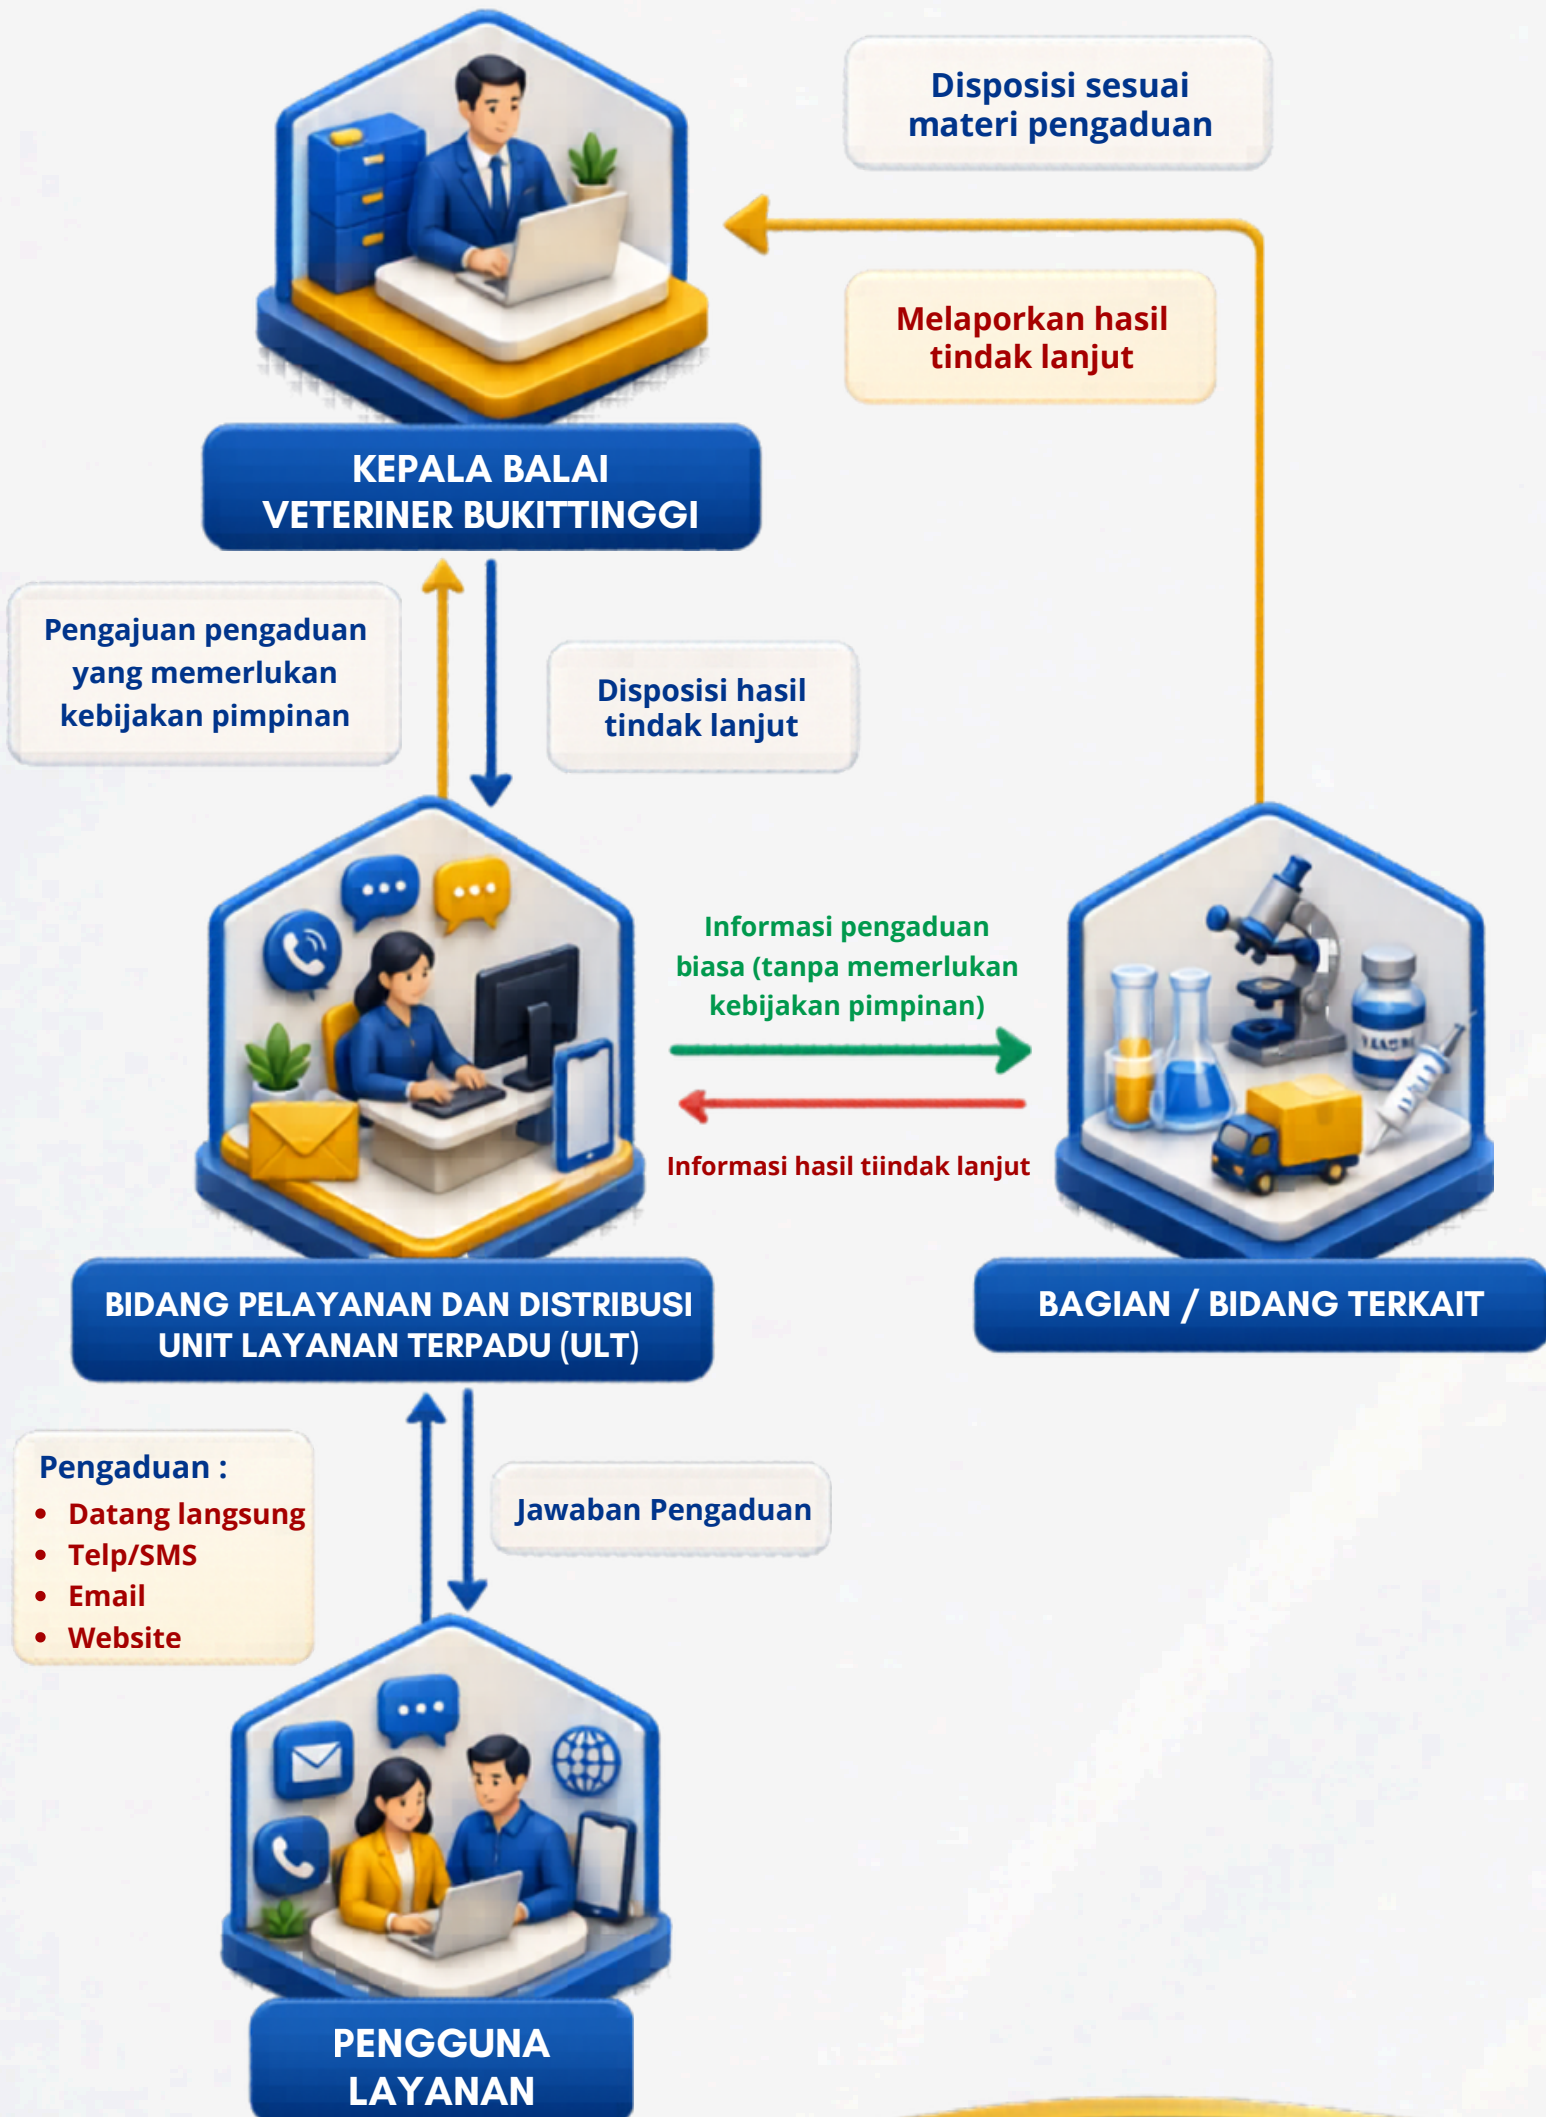 Disposisi sesuai
materi pengaduan
Melaporkan hasil
tindak lanjut
KEPALA BALAI
VETERINER BUKITTINGGI
Pengajuan pengaduan
yang memerlukan
kebijakan pimpinan
Disposisi hasil
tindak lanjut
Informasi pengaduan
biasa (tanpa memerlukan
kebijakan pimpinan)
Informasi hasil tiindak lanjut
BIDANG PELAYANAN DAN DISTRIBUSI
UNIT LAYANAN TERPADU (ULT)
BAGIAN / BIDANG TERKAIT
Pengaduan :
• Datang langsung
• Telp/SMS
• Email
• Website
Jawaban Pengaduan
PENGGUNA
LAYANAN